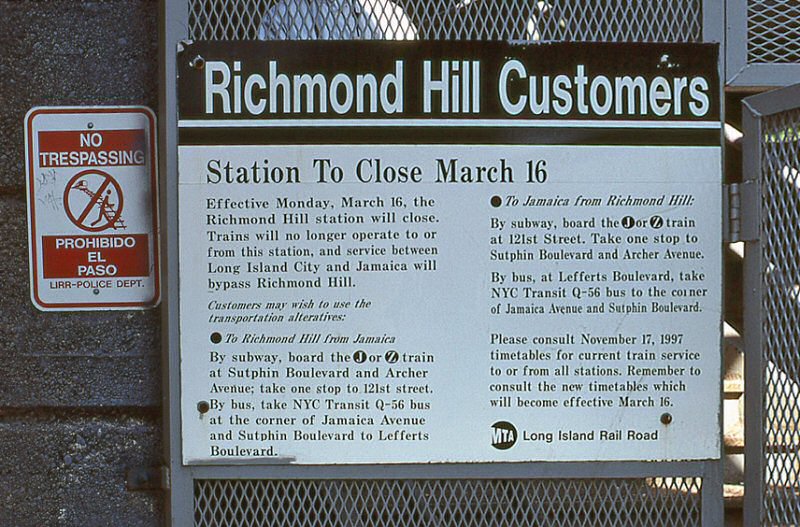 NO
TRESPASSING
PROHIBIDO
EL
PASO
LIRR-POLICE DEPT.
Richmond Hill Customers
Station To Close March 16
Effective Monday, March 16, the
Richmond Hill station will close.
Trains will no longer operate to or
from this station, and service between
Long Island City and Jamaica will
bypass Richmond Hill.
Customers may wish to use the
transportation alteratives:
● To Richmond Hill from Jamaica
By subway, board the J or Z train
at Sutphin Boulevard and Archer
Avenue; take one stop to 121st street.
By bus, take NYC Transit Q-56 bus
at the corner of Jamaica Avenue
and Sutphin Boulevard to Lefferts
Boulevard.
● To Jamaica from Richmond Hill:
By subway, board the J or Z train
at 121st Street. Take one stop to
Sutphin Boulevard and Archer Avenue.
By bus, at Lefferts Boulevard, take
NYC Transit Q-56 bus to the corner
of Jamaica Avenue and Sutphin Boulevard.
Please consult November 17, 1997
timetables for current train service
to or from all stations. Remember to
consult the new timetables which
will become effective March 16.
MTA Long Island Rail Road